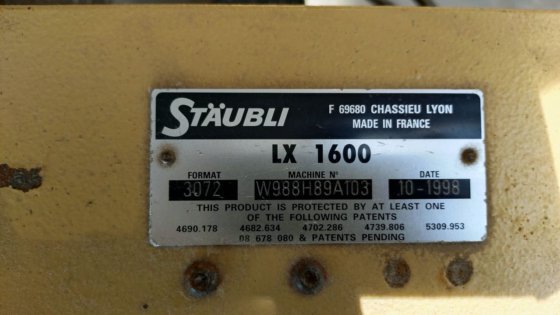 STÄUBLI
F 69680 CHASSIEU LYON
MADE IN FRANCE
LX 1600
FORMAT MACHINE N° DATE
3072 W988H89A103 10-1998
THIS PRODUCT IS PROTECTED BY AT LEAST ONE
OF THE FOLLOWING PATENTS
4690.178 4682.634 4702.286 4739.806 5309.953
08 678 080 & PATENTS PENDING